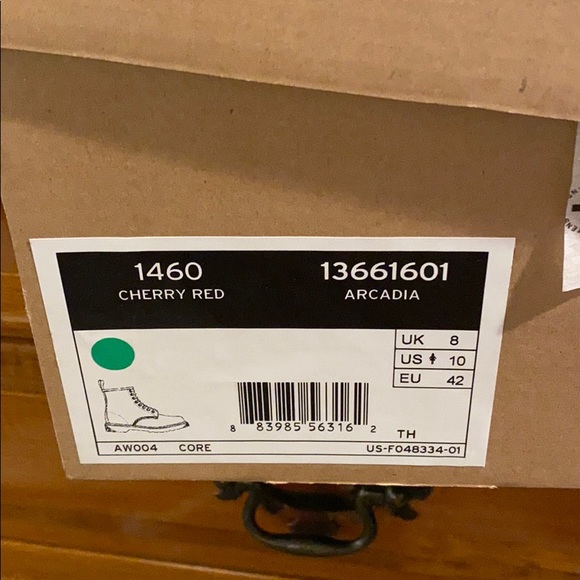 1460 13661601
CHERRY RED ARCADIA
UK 8
US 10
EU 42
8 83985 56316 2
TH
AW004 CORE US-F048334-01